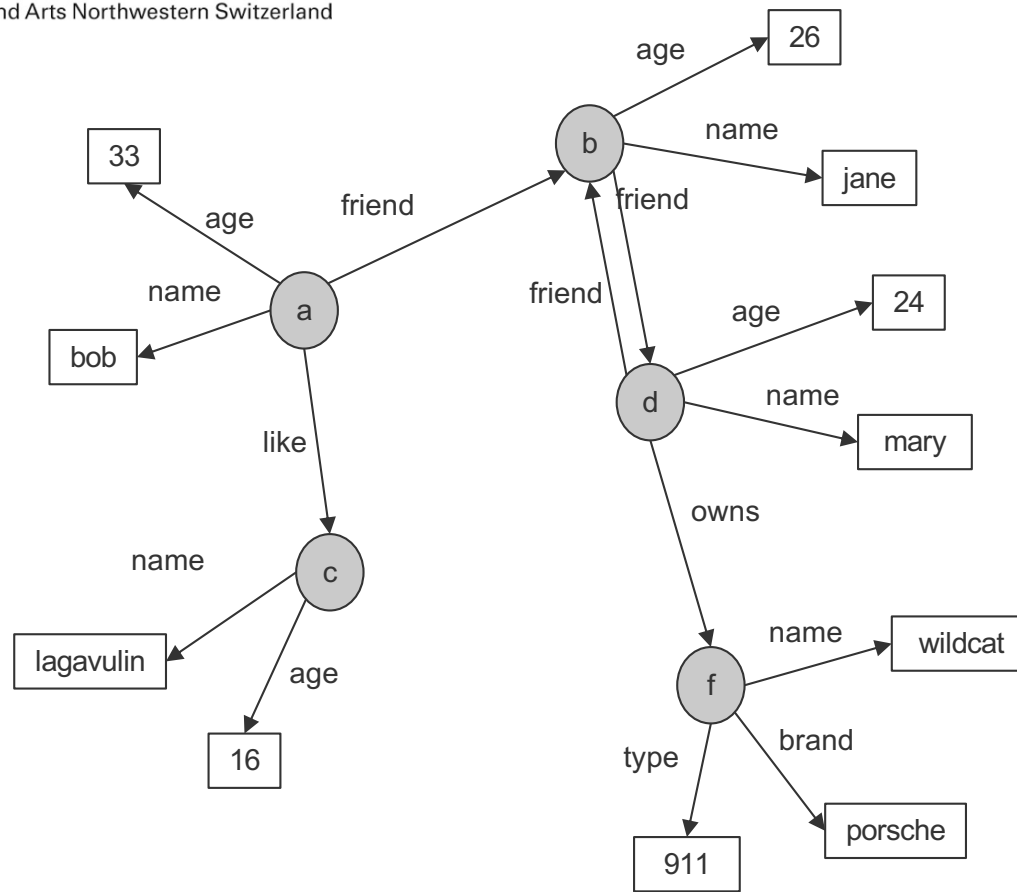 nd Arts Northwestern Switzerland
26
age
b
name
jane
33
age
friend
friend
name
a
bob
friend
24
age
d
name
mary
like
owns
name
c
lagavulin
age
16
name
wildcat
f
type
brand
porsche
911